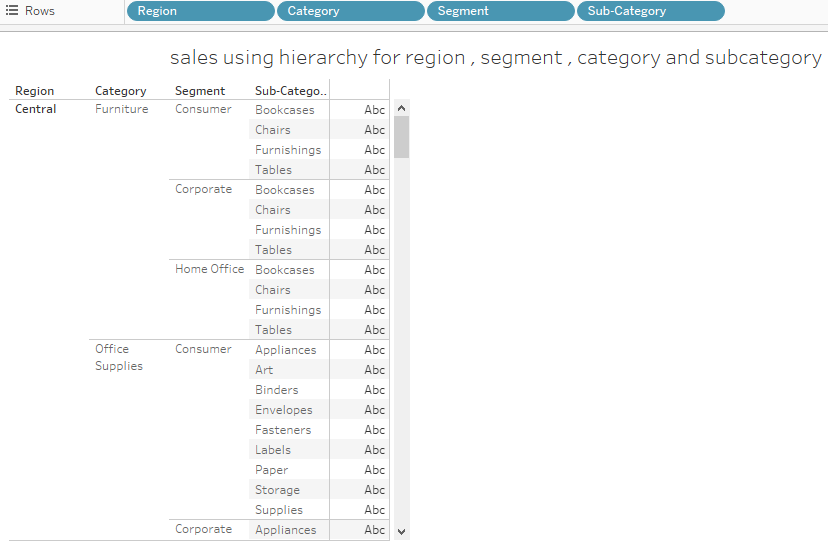 Rows Region Category Segment Sub-Category
sales using hierarchy for region , segment , category and subcategory
Region Category Segment Sub-Catego..
Central Furniture Consumer Bookcases Abc
Chairs Abc
Furnishings Abc
Tables Abc
Corporate Bookcases Abc
Chairs Abc
Furnishings Abc
Tables Abc
Home Office Bookcases Abc
Chairs Abc
Furnishings Abc
Tables Abc
Office Consumer Appliances Abc
Supplies
Art Abc
Binders Abc
Envelopes Abc
Fasteners Abc
Labels Abc
Paper Abc
Storage Abc
Supplies Abc
Corporate Appliances Abc